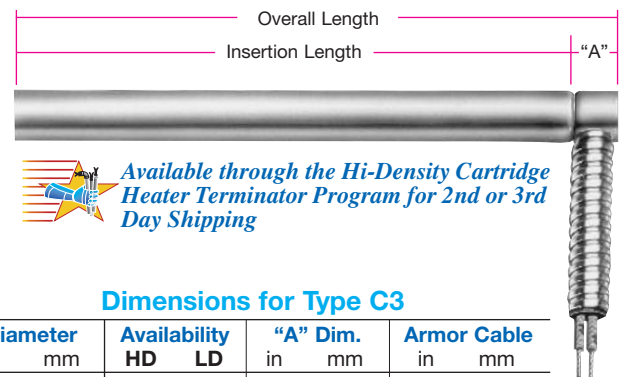 Overall Length
Insertion Length
“A”
Available through the Hi-Density Cartridge
Heater Terminator Program for 2nd or 3rd
Day Shipping
Dimensions for Type C3
Availability “A” Dim. Armor Cable
mm HD LD in mm in mm